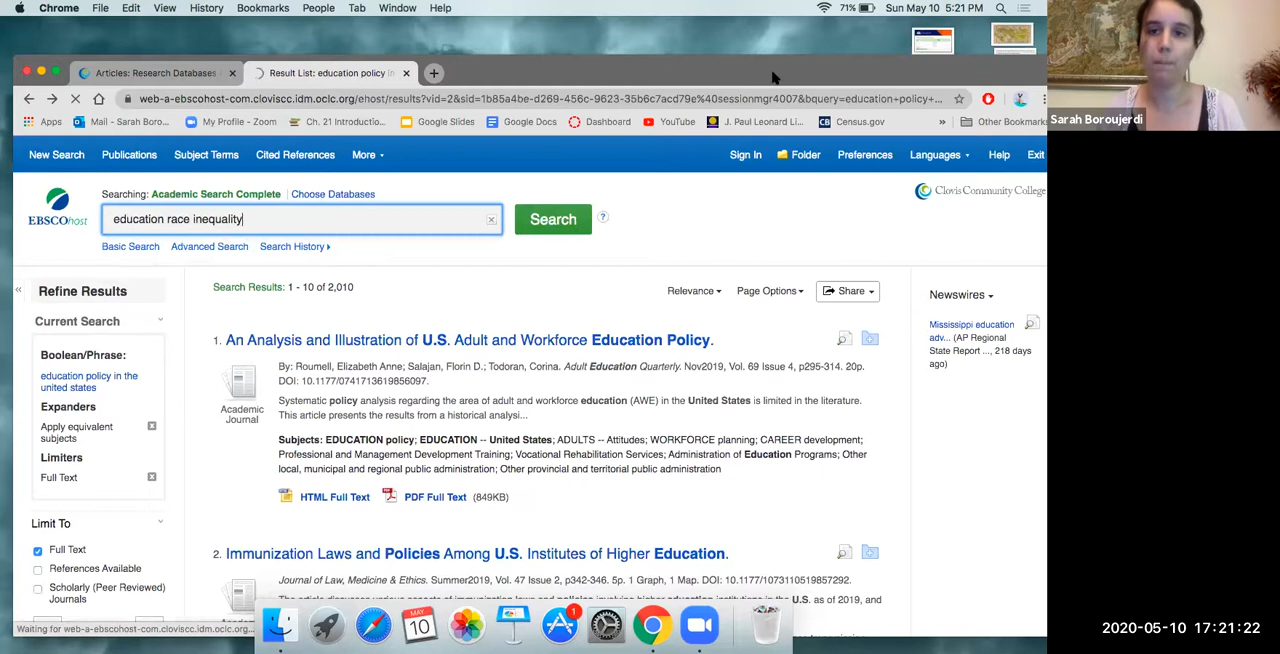 Chrome File Edit View History Bookmarks People Tab Window Help
71% Sun May 10 5:21 PM
Articles: Research Databases
Result List: education policy in
web-a-ebscohost-com.cloviscc.idm.oclc.org/ehost/results?vid=2&sid=1b85a4be-d269-456c-9623-35b6c7acd79e%40sessionmgr4007&bquery=education+policy+...
Apps Mail - Sarah Boro... My Profile - Zoom Ch. 21 Introductio... Google Slides Google Docs Dashboard YouTube J. Paul Leonard Li... Census.gov » Other Bookmarks
Sarah Boroujerdi
New Search Publications Subject Terms Cited References More
Sign In Folder Preferences Languages Help Exit
Searching: Academic Search Complete Choose Databases
Clovis Community College
EBSCOhost
education race inequality
Search
?
Basic Search Advanced Search Search History
«
Refine Results
Search Results: 1 - 10 of 2,010
Relevance Page Options Share
Newswires
Current Search
Boolean/Phrase:
education policy in the
united states
Expanders
Apply equivalent
subjects
Limiters
Full Text
Limit To
Full Text
References Available
Scholarly (Peer Reviewed)
Journals
1. An Analysis and Illustration of U.S. Adult and Workforce Education Policy.
By: Roumell, Elizabeth Anne; Salajan, Florin D.; Todoran, Corina. Adult Education Quarterly. Nov2019, Vol. 69 Issue 4, p295-314. 20p.
DOI: 10.1177/0741713619856097.
Academic
Journal
Systematic policy analysis regarding the area of adult and workforce education (AWE) in the United States is limited in the literature.
This article presents the results from a historical analysi...
Subjects: EDUCATION policy; EDUCATION -- United States; ADULTS -- Attitudes; WORKFORCE planning; CAREER development;
Professional and Management Development Training; Vocational Rehabilitation Services; Administration of Education Programs; Other
local, municipal and regional public administration; Other provincial and territorial public administration
HTML Full Text PDF Full Text (849KB)
2. Immunization Laws and Policies Among U.S. Institutes of Higher Education.
Journal of Law, Medicine & Ethics. Summer2019, Vol. 47 Issue 2, p342-346. 5p. 1 Graph, 1 Map. DOI: 10.1177/1073110519857292.
U.S. as of 2019, and
Mississippi education
adv... (AP Regional
State Report ..., 218 days
ago)
Waiting for web-a-ebscohost-com.cloviscc.idm.oclc.org...
MAY
10
1
2020-05-10 17:21:22